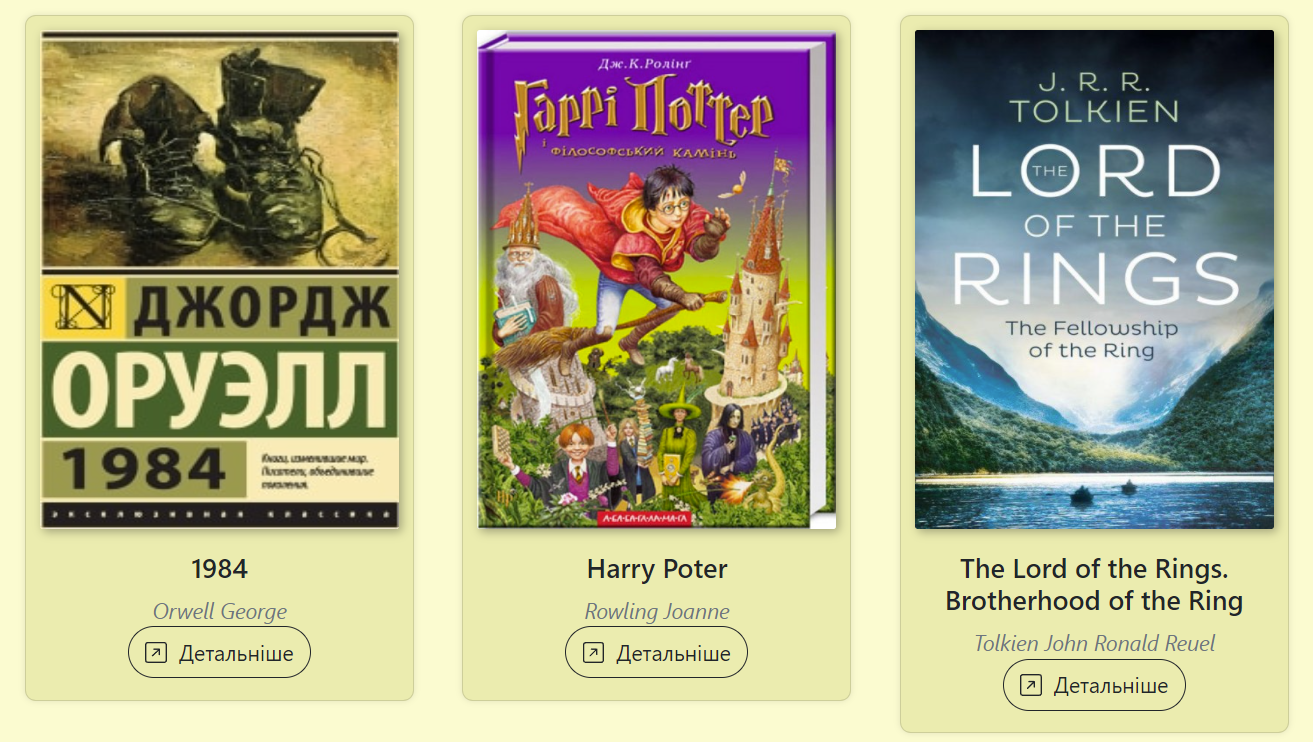 ДЖОРДЖ
ОРУЭЛЛ
1984
Книги, изменившие мир.
Писатели, объединившие
поколения.
эксклюзивная классика
1984
Orwell George
Детальніше
Дж.К.Ролінґ
Гаррі Поттер
і філософський камінь
А-БА-БА-ГА-ЛА-МА-ГА
Harry Poter
Rowling Joanne
Детальніше
J. R. R.
TOLKIEN
THE
LORD
OF THE
RINGS
The Fellowship
of the Ring
The Lord of the Rings.
Brotherhood of the Ring
Tolkien John Ronald Reuel
Детальніше